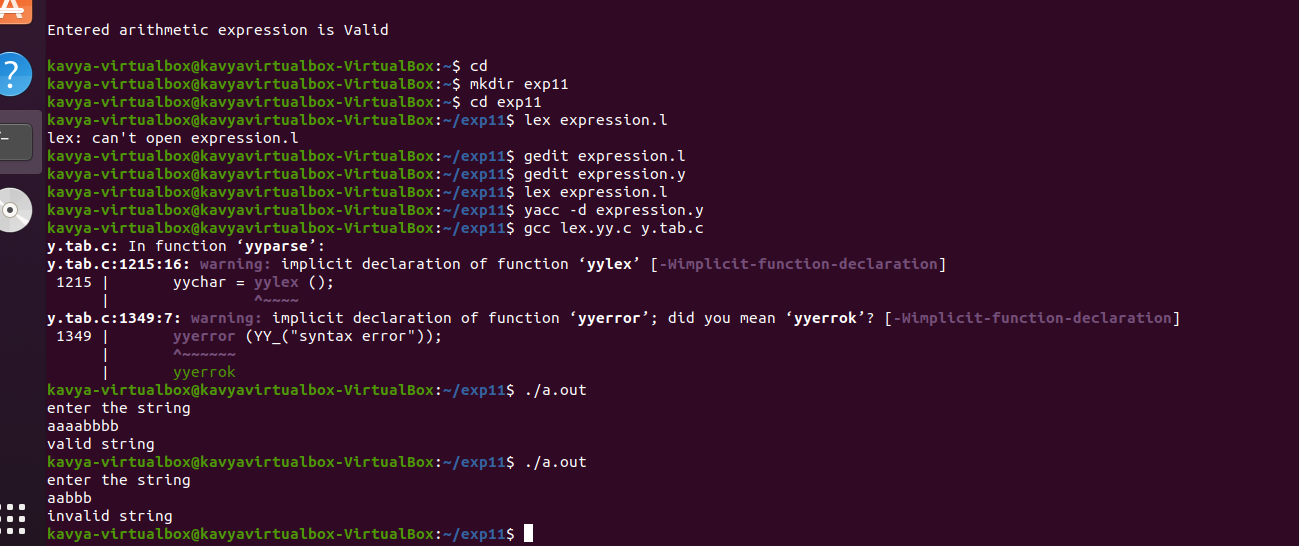 Entered arithmetic expression is Valid
kavya-virtualbox@kavyavirtualbox-VirtualBox:~$ cd
kavya-virtualbox@kavyavirtualbox-VirtualBox:~$ mkdir exp11
kavya-virtualbox@kavyavirtualbox-VirtualBox:~$ cd exp11
kavya-virtualbox@kavyavirtualbox-VirtualBox:~/exp11$ lex expression.l
lex: can't open expression.l
kavya-virtualbox@kavyavirtualbox-VirtualBox:~/exp11$ gedit expression.l
kavya-virtualbox@kavyavirtualbox-VirtualBox:~/exp11$ gedit expression.y
kavya-virtualbox@kavyavirtualbox-VirtualBox:~/exp11$ lex expression.l
kavya-virtualbox@kavyavirtualbox-VirtualBox:~/exp11$ yacc -d expression.y
kavya-virtualbox@kavyavirtualbox-VirtualBox:~/exp11$ gcc lex.yy.c y.tab.c
y.tab.c: In function ‘yyparse’:
y.tab.c:1215:16: warning: implicit declaration of function ‘yylex’ [-Wimplicit-function-declaration]
 1215 |       yychar = yylex ();
      |                ^~~~~
y.tab.c:1349:7: warning: implicit declaration of function ‘yyerror’; did you mean ‘yyerrok’? [-Wimplicit-function-declaration]
 1349 |       yyerror (YY_("syntax error"));
      |       ^~~~~~~
      |       yyerrok
kavya-virtualbox@kavyavirtualbox-VirtualBox:~/exp11$ ./a.out
enter the string
aaaabbbb
valid string
kavya-virtualbox@kavyavirtualbox-VirtualBox:~/exp11$ ./a.out
enter the string
aabbb
invalid string
kavya-virtualbox@kavyavirtualbox-VirtualBox:~/exp11$